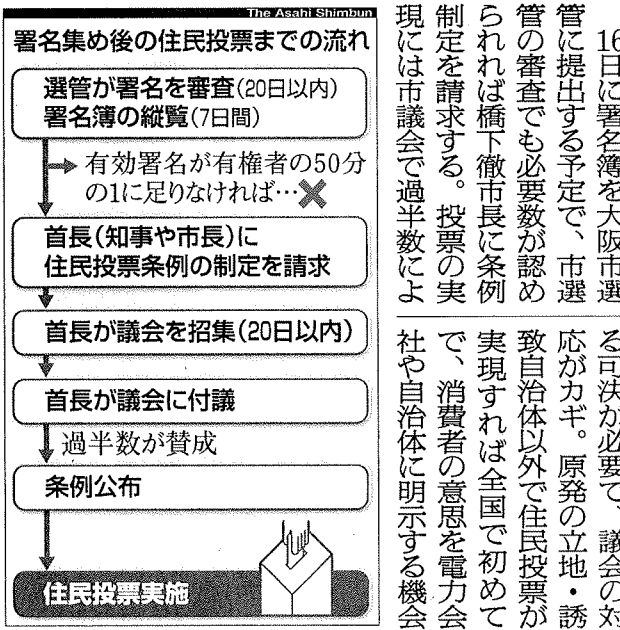 The Asahi Shimbun
署名集め後の住民投票までの流れ
選管が署名を審査(20日以内)
署名簿の縦覧(7日間)
有効署名が有権者の50分
の1に足りなければ…✕
首長(知事や市長)に
住民投票条例の制定を請求
首長が議会を招集(20日以内)
首長が議会に付議
過半数が賛成
条例公布
住民投票実施
16日に署名簿を大阪市選
管に提出する予定で、市選
管の審査でも必要数が認め
られれば橋下徹市長に条例
制定を請求する。投票の実
現には市議会で過半数によ
る可決が必要で、議会の対
応がカギ。原発の立地・誘
致自治体以外で住民投票が
実現すれば全国で初めて
で、消費者の意思を電力会
社や自治体に明示する機会